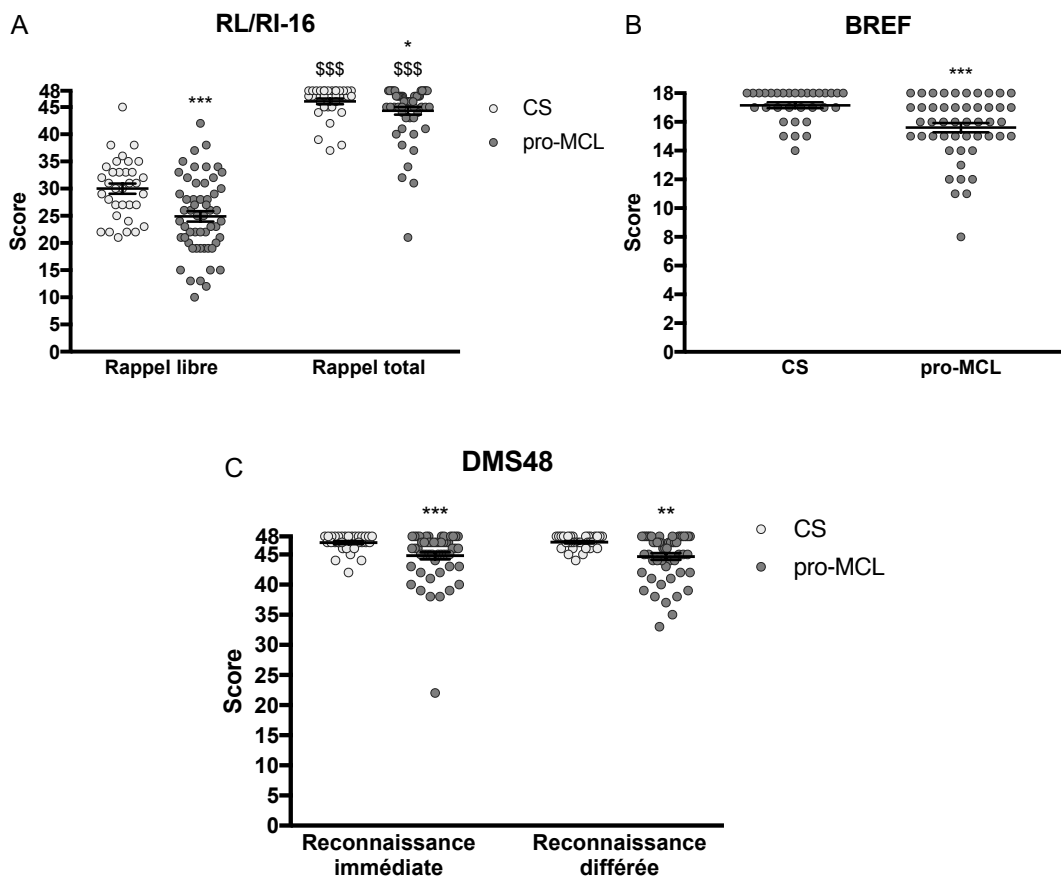 A
RL/RI-16
***
$$$
*
$$$
48
45
40
35
30
25
20
15
10
5
0
Score
Rappel libre
Rappel total
CS
pro-MCL
B
BREF
***
18
16
14
12
10
8
6
4
2
0
Score
CS
pro-MCL
C
DMS48
***
**
48
45
40
35
30
25
20
15
10
5
0
Score
Reconnaissance
immédiate
Reconnaissance
différée
CS
pro-MCL